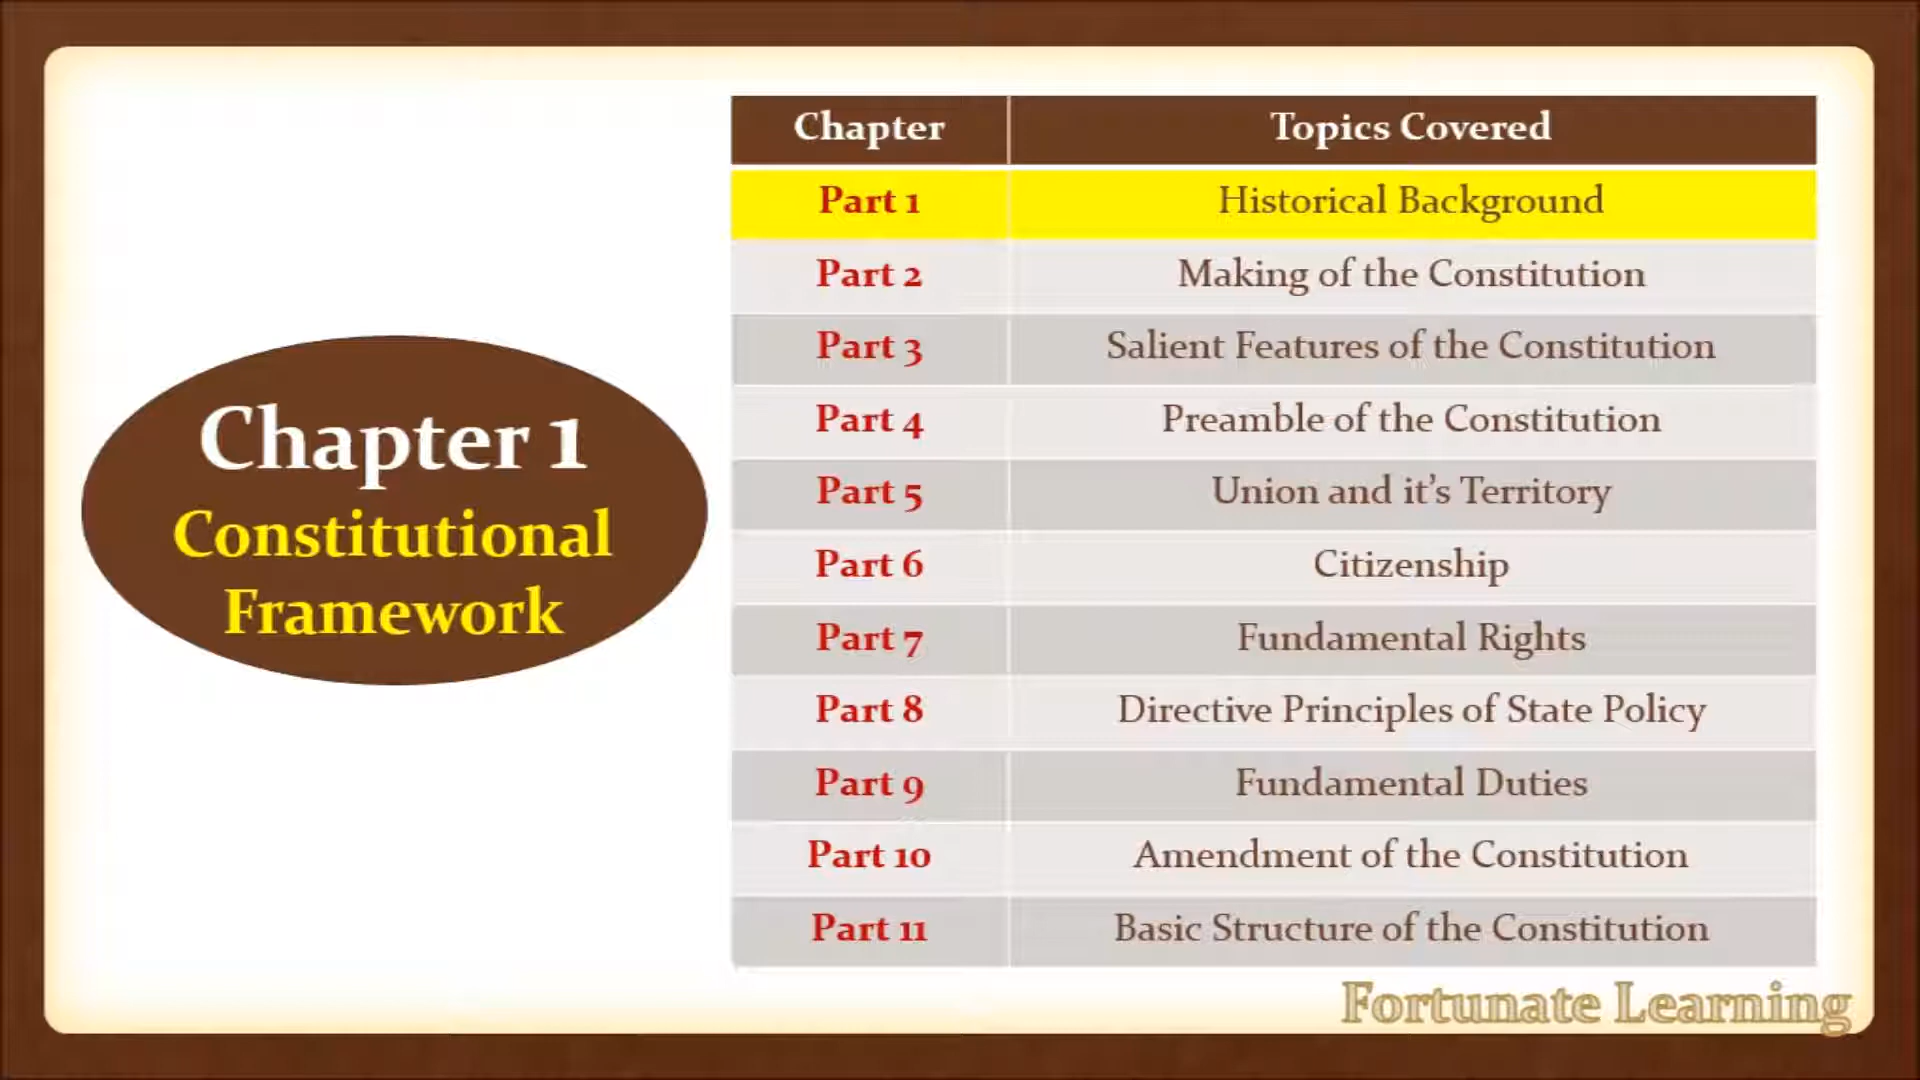 Chapter 1
Constitutional
Framework
Chapter Topics Covered
Part 1 Historical Background
Part 2 Making of the Constitution
Part 3 Salient Features of the Constitution
Part 4 Preamble of the Constitution
Part 5 Union and it’s Territory
Part 6 Citizenship
Part 7 Fundamental Rights
Part 8 Directive Principles of State Policy
Part 9 Fundamental Duties
Part 10 Amendment of the Constitution
Part 11 Basic Structure of the Constitution
Fortunate Learning